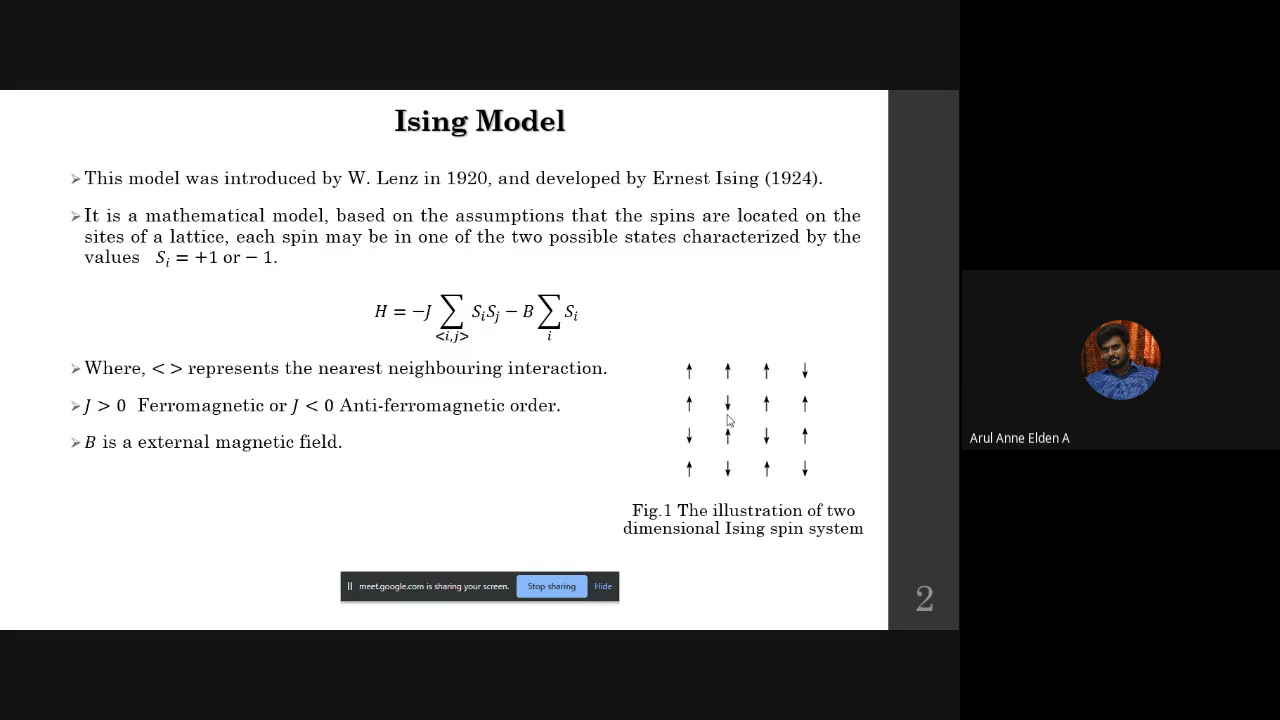 Ising Model
➢ This model was introduced by W. Lenz in 1920, and developed by Ernest Ising (1924).
➢ It is a mathematical model, based on the assumptions that the spins are located on the
sites of a lattice, each spin may be in one of the two possible states characterized by the
values S_i = +1 or − 1.
H = −J ∑_{<i,j>} S_i S_j − B ∑_i S_i
➢ Where, < > represents the nearest neighbouring interaction.
➢ J > 0 Ferromagnetic or J < 0 Anti-ferromagnetic order.
➢ B is a external magnetic field.
↑ ↑ ↑ ↓
↑ ↓ ↑ ↑
↓ ↑ ↓ ↑
↑ ↓ ↑ ↓
Fig.1 The illustration of two
dimensional Ising spin system
meet.google.com is sharing your screen. Stop sharing Hide
2
Arul Anne Elden A